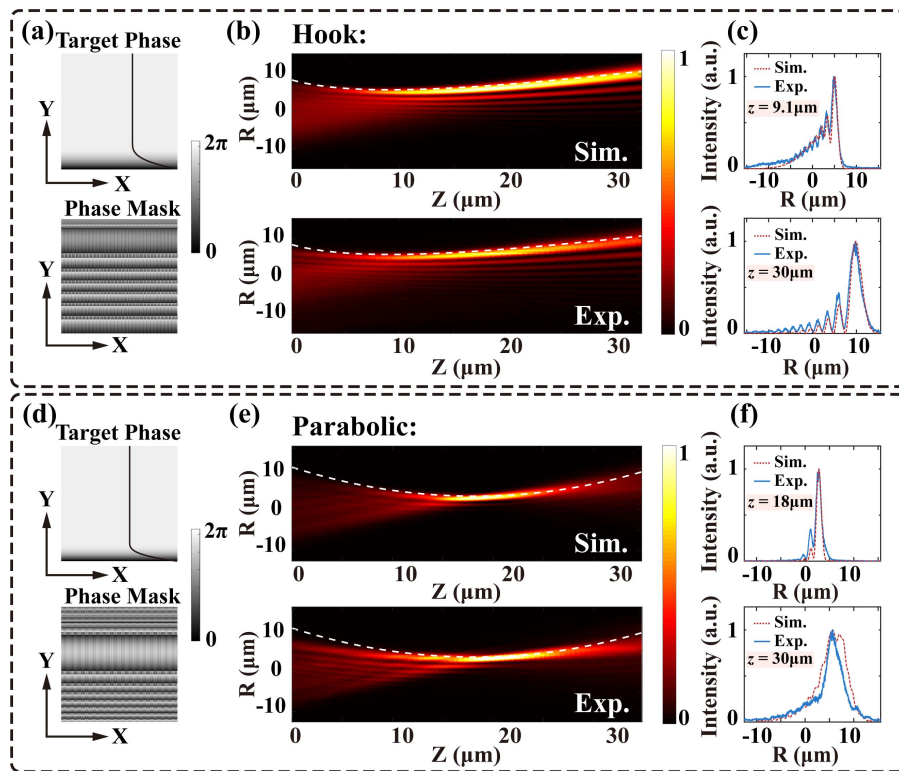 (a)
Target Phase
Y
X
Phase Mask
Y
X
2π
0
(b)
Hook:
10
0
-10
R (μm)
Sim.
0
10
20
30
Z (μm)
10
0
-10
R (μm)
Exp.
0
10
20
30
Z (μm)
1
0
(c)
Intensity (a.u.)
1
0
Sim.
Exp.
z = 9.1μm
-10
0
10
R (μm)
Intensity (a.u.)
1
0
Sim.
Exp.
z = 30μm
-10
0
10
R (μm)
(d)
Target Phase
Y
X
Phase Mask
Y
X
2π
0
(e)
Parabolic:
10
0
-10
R (μm)
Sim.
0
10
20
30
Z (μm)
10
0
-10
R (μm)
Exp.
0
10
20
30
Z (μm)
1
0
(f)
Intensity (a.u.)
1
0
Sim.
Exp.
z = 18μm
-10
0
10
R (μm)
Intensity (a.u.)
1
0
Sim.
Exp.
z = 30μm
-10
0
10
R (μm)